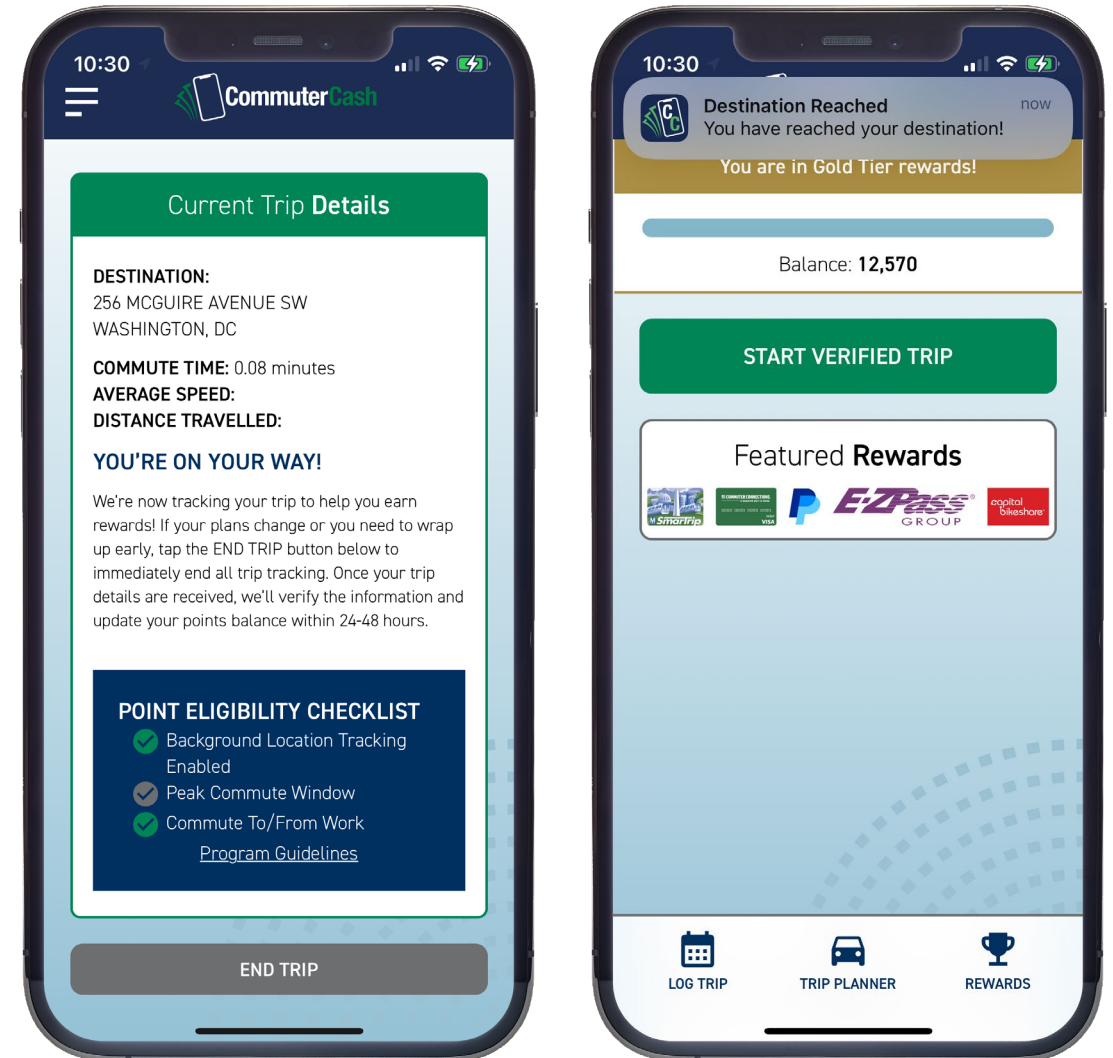 10:30
CommuterCash
Current Trip Details
DESTINATION:
256 MCGUIRE AVENUE SW
WASHINGTON, DC
COMMUTE TIME: 0.08 minutes
AVERAGE SPEED:
DISTANCE TRAVELLED:
YOU'RE ON YOUR WAY!
We're now tracking your trip to help you earn
rewards! If your plans change or you need to wrap
up early, tap the END TRIP button below to
immediately end all trip tracking. Once your trip
details are received, we'll verify the information and
update your points balance within 24-48 hours.
POINT ELIGIBILITY CHECKLIST
Background Location Tracking
Enabled
Peak Commute Window
Commute To/From Work
Program Guidelines
END TRIP
10:30
CC
Destination Reached
now
You have reached your destination!
You are in Gold Tier rewards!
Balance: 12,570
START VERIFIED TRIP
Featured Rewards
M SmarTrip
COMMUTER CONNECTIONS
VISA
E-ZPass®
GROUP
capital
bikeshare
LOG TRIP
TRIP PLANNER
REWARDS